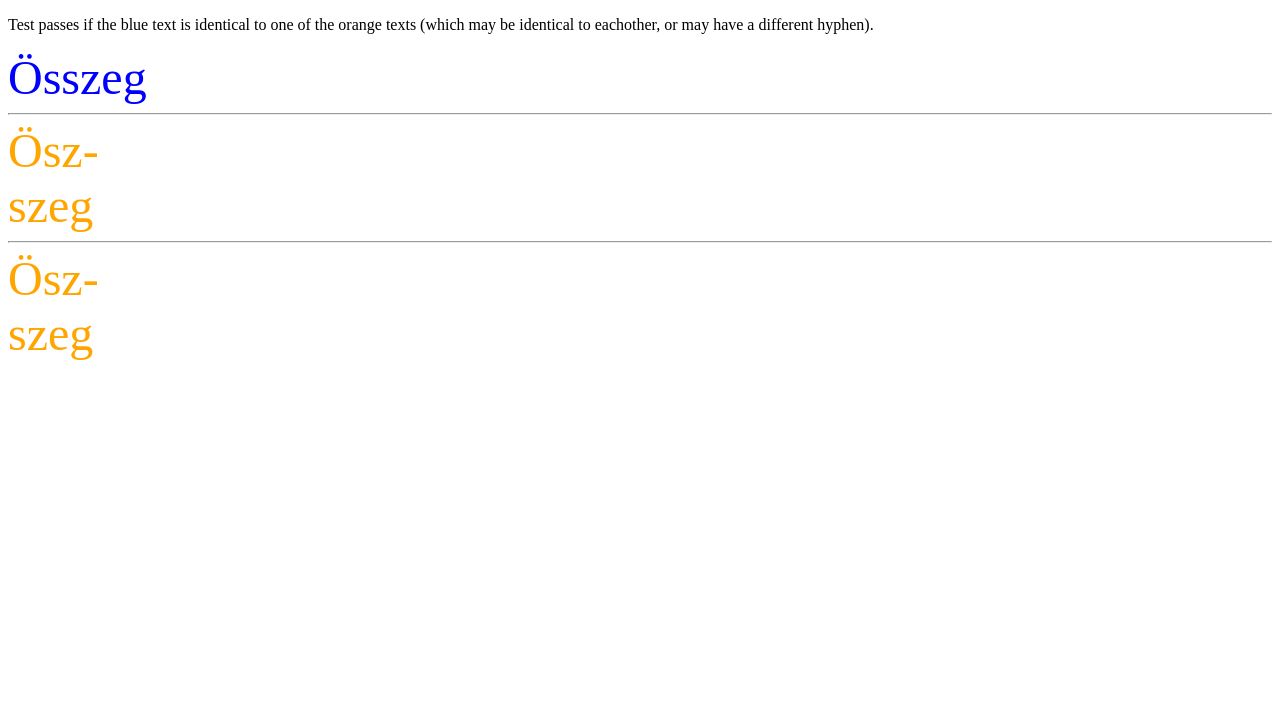 Test passes if the blue text is identical to one of the orange texts (which may be identical to eachother, or may have a different hyphen).
Összeg
Ösz-
szeg
Ösz-
szeg